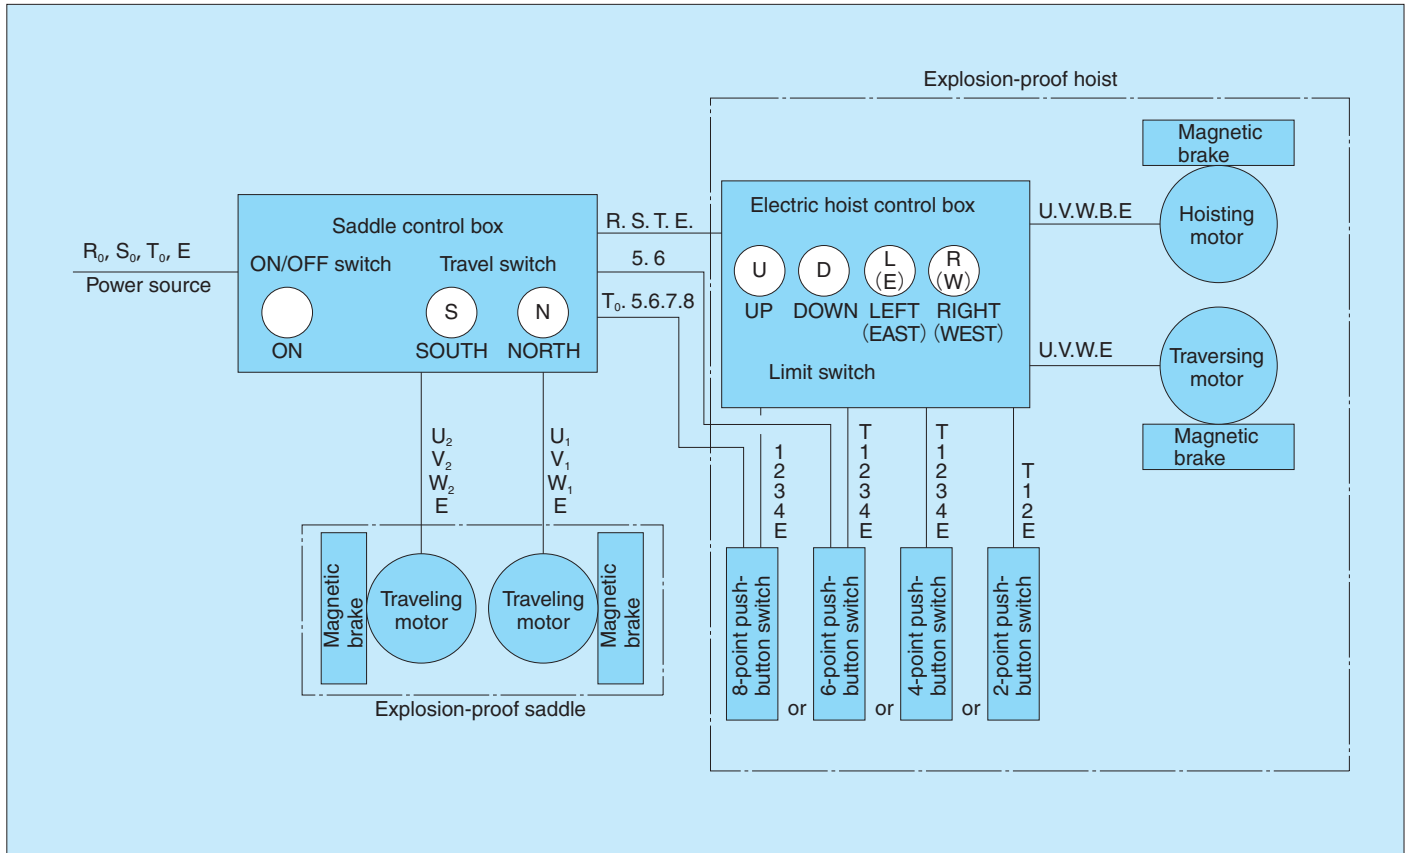 Explosion-proof hoist
Magnetic
brake
Hoisting
motor
U.V.W.B.E
Electric hoist control box
U
D
L
(E)
R
(W)
UP
DOWN
LEFT
(EAST)
RIGHT
(WEST)
Limit switch
U.V.W.E
Traversing
motor
Magnetic
brake
Saddle control box
ON/OFF switch
Travel switch
S
N
ON
SOUTH
NORTH
R₀, S₀, T₀, E
Power source
R. S. T. E.
5. 6
T₀. 5.6.7.8
U₂
V₂
W₂
E
U₁
V₁
W₁
E
1
2
3
4
E
T
1
2
3
4
E
T
1
2
3
4
E
T
1
2
E
Magnetic
brake
Traveling
motor
Traveling
motor
Magnetic
brake
Explosion-proof saddle
8-point push-
button switch
or
6-point push-
button switch
or
4-point push-
button switch
or
2-point push-
button switch